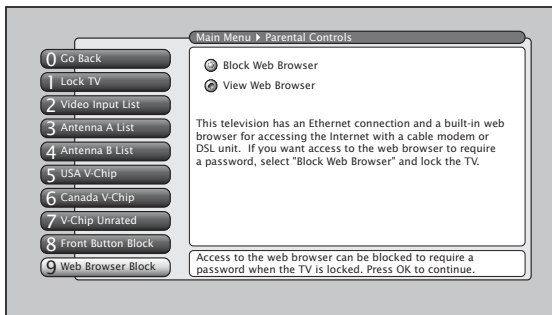 Main Menu ▶ Parental Controls
0 Go Back
1 Lock TV
2 Video Input List
3 Antenna A List
4 Antenna B List
5 USA V-Chip
6 Canada V-Chip
7 V-Chip Unrated
8 Front Button Block
9 Web Browser Block
Block Web Browser
View Web Browser
This television has an Ethernet connection and a built-in web
browser for accessing the Internet with a cable modem or
DSL unit.  If you want access to the web browser to require
a password, select "Block Web Browser" and lock the TV.
Access to the web browser can be blocked to require a
password when the TV is locked. Press OK to continue.